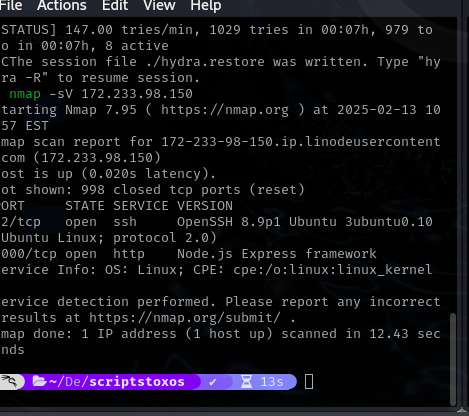 File Actions Edit View Help
STATUS] 147.00 tries/min, 1029 tries in 00:07h, 979 to
o in 00:07h, 8 active
CThe session file ./hydra.restore was written. Type "hy
ra -R" to resume session.
nmap -sV 172.233.98.150
tarting Nmap 7.95 ( https://nmap.org ) at 2025-02-13 10
57 EST
map scan report for 172-233-98-150.ip.linodeusercontent
com (172.233.98.150)
ost is up (0.020s latency).
ot shown: 998 closed tcp ports (reset)
PORT STATE SERVICE VERSION
2/tcp open ssh OpenSSH 8.9p1 Ubuntu 3ubuntu0.10
Ubuntu Linux; protocol 2.0)
000/tcp open http Node.js Express framework
ervice Info: OS: Linux; CPE: cpe:/o:linux:linux_kernel
ervice detection performed. Please report any incorrect
results at https://nmap.org/submit/ .
map done: 1 IP address (1 host up) scanned in 12.43 sec
nds
~/De/scriptstoxos ✔ 13s